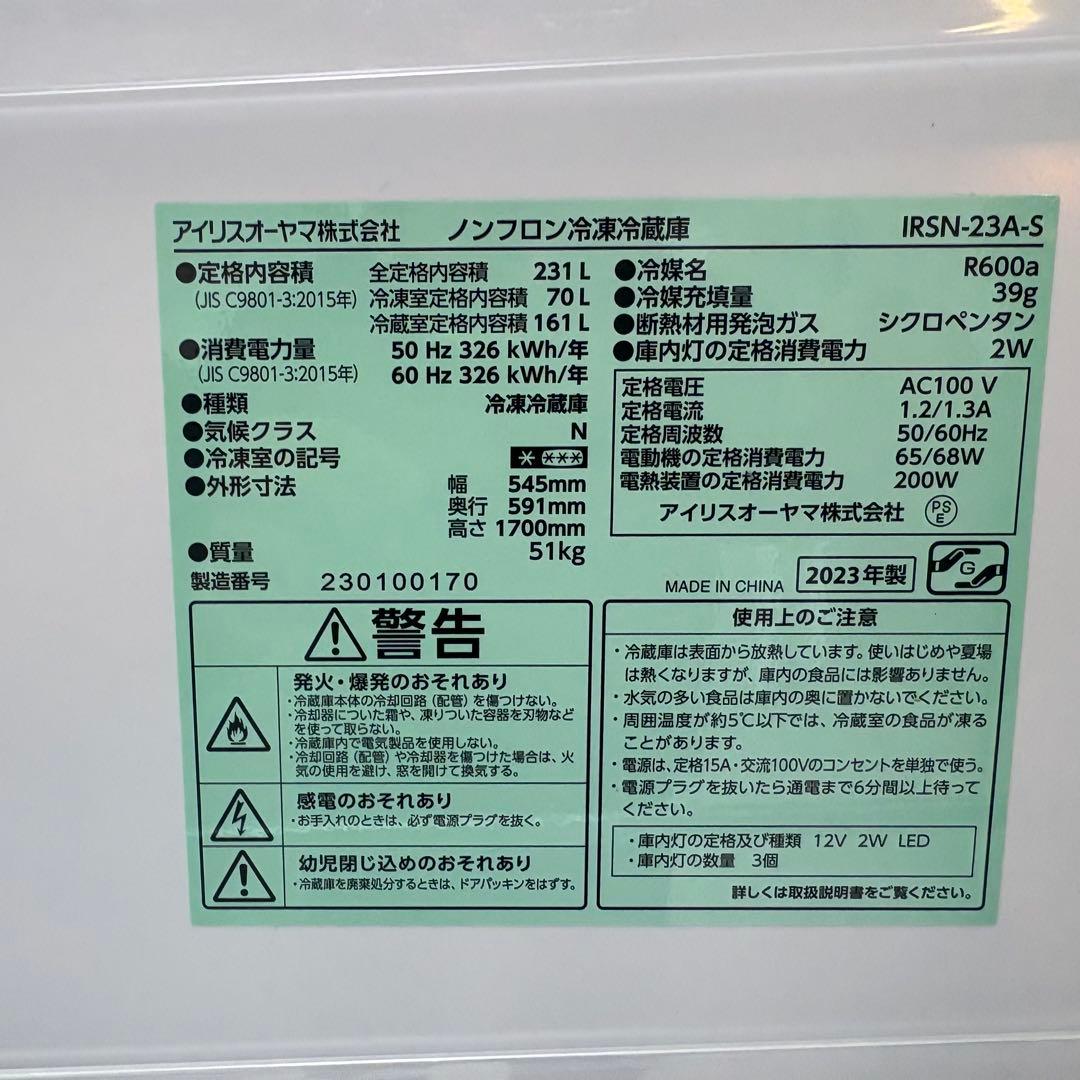 アイリスオーヤマ株式会社 ノンフロン冷凍冷蔵庫 IRSN-23A-S
●定格内容積 全定格内容積 231 L
(JIS C9801-3:2015年) 冷凍室定格内容積 70 L
冷蔵室定格内容積 161 L
●消費電力量 50 Hz 326 kWh/年
(JIS C9801-3:2015年) 60 Hz 326 kWh/年
●種類 冷凍冷蔵庫
●気候クラス N
●冷凍室の記号
●外形寸法 幅 545mm
奥行 591mm
高さ 1700mm
●質量 51kg
製造番号 230100170
●冷媒名 R600a
●冷媒充填量 39g
●断熱材用発泡ガス シクロペンタン
●庫内灯の定格消費電力 2W
定格電圧 AC100 V
定格電流 1.2/1.3A
定格周波数 50/60Hz
電動機の定格消費電力 65/68W
電熱装置の定格消費電力 200W
アイリスオーヤマ株式会社 PSE
MADE IN CHINA 2023年製 G
警告
発火・爆発のおそれあり
・冷蔵庫本体の冷却回路（配管）を傷つけない。
・冷却器についた霜や、凍りついた容器を刃物など
を使って取らない。
・冷蔵庫内で電気製品を使用しない。
・冷却回路（配管）や冷却器を傷つけた場合は、火
気の使用を避け、窓を開けて換気する。
感電のおそれあり
・お手入れのときは、必ず電源プラグを抜く。
幼児閉じ込めのおそれあり
・冷蔵庫を廃棄処分するときは、ドアパッキンをはずす。
使用上のご注意
・冷蔵庫は表面から放熱しています。使いはじめや夏場
は熱くなりますが、庫内の食品には影響ありません。
・水気の多い食品は庫内の奥に置かないでください。
・周囲温度が約5℃以下では、冷蔵室の食品が凍る
ことがあります。
・電源は、定格15A・交流100Vのコンセントを単独で使う。
・電源プラグを抜いたら通電まで6分間以上待って
ください。
・庫内灯の定格及び種類 12V 2W LED
・庫内灯の数量 3個
詳しくは取扱説明書をご覧ください。